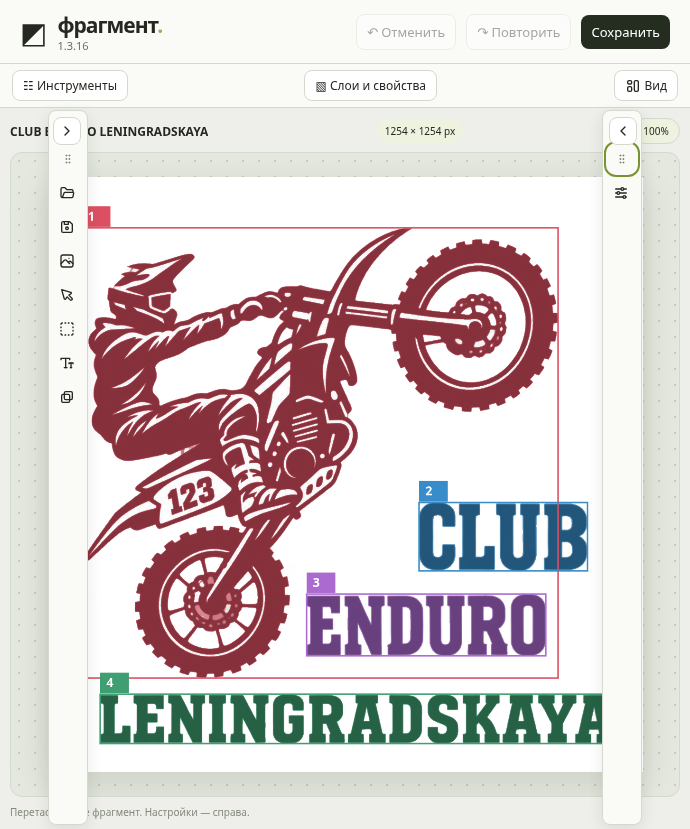 фрагмент.
1.3.16
Отменить
Повторить
Сохранить
Инструменты
Слои и свойства
Вид
CLUB E O LENINGRADSKAYA
1254 × 1254 px
100%
1
123
2
CLUB
3
ENDURO
4
LENINGRADSKAYA
фрагмент. Настройки — справа.